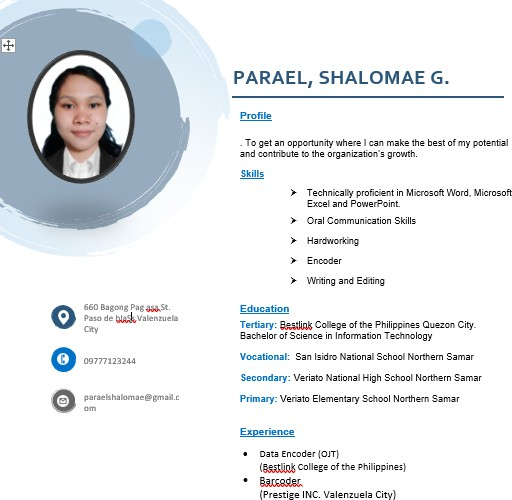 PARAEL, SHALOMAE G.
Profile
. To get an opportunity where I can make the best of my potential
and contribute to the organization's growth.
Skills
➢ Technically proficient in Microsoft Word, Microsoft
Excel and PowerPoint.
➢ Oral Communication Skills
➢ Hardworking
➢ Encoder
➢ Writing and Editing
660 Bagong Pag asa St.
Paso de blaSs Valenzuela
City
09777123244
paraelshalomae@gmail.c
om
Education
Tertiary: Bestlink College of the Philippines Quezon City.
Bachelor of Science in Information Technology
Vocational: San Isidro National School Northern Samar
Secondary: Veriato National High School Northern Samar
Primary: Veriato Elementary School Northern Samar
Experience
• Data Encoder (OJT)
(Bestlink College of the Philippines)
• Barcoder
(Prestige INC. Valenzuela City)